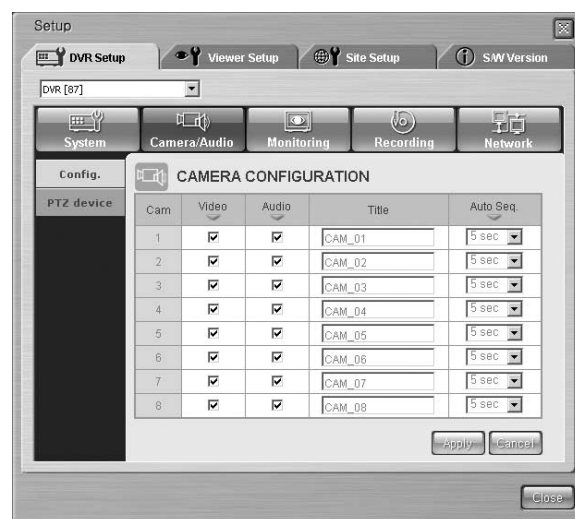 Setup
DVR Setup Viewer Setup Site Setup S/W Version
DVR [87]
System Camera/Audio Monitoring Recording Network
Config.
PTZ device
CAMERA CONFIGURATION
Cam Video Audio Title Auto Seq.
1 CAM_01 5 sec
2 CAM_02 5 sec
3 CAM_03 5 sec
4 CAM_04 5 sec
5 CAM_05 5 sec
6 CAM_06 5 sec
7 CAM_07 5 sec
8 CAM_08 5 sec
Apply Cancel
Close